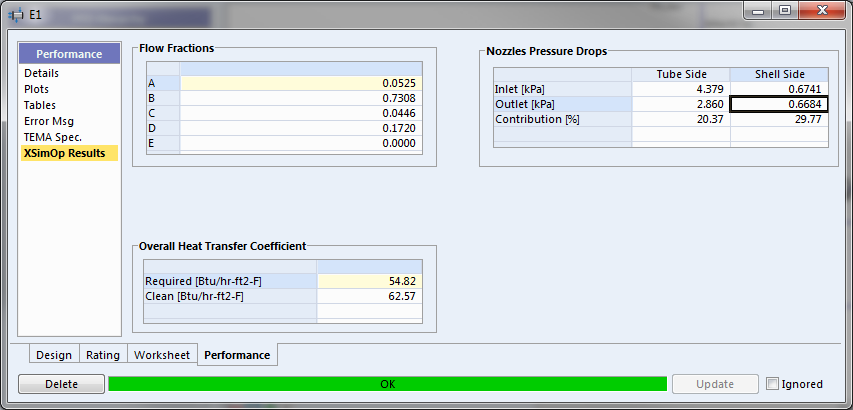 E1
Performance
Details
Plots
Tables
Error Msg
TEMA Spec.
XSimOp Results
Flow Fractions
A 0.0525
B 0.7308
C 0.0446
D 0.1720
E 0.0000
Nozzles Pressure Drops
Tube Side Shell Side
Inlet [kPa] 4.379 0.6741
Outlet [kPa] 2.860 0.6684
Contribution [%] 20.37 29.77
Overall Heat Transfer Coefficient
Required [Btu/hr-ft2-F] 54.82
Clean [Btu/hr-ft2-F] 62.57
Design Rating Worksheet Performance
Delete OK Update Ignored